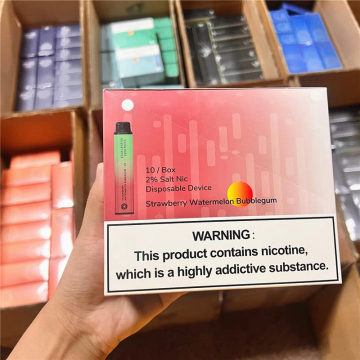 10 / Box
2% Salt Nic
Disposable Device
Strawberry Watermelon Bubblegum
WARNING:
This product contains nicotine,
which is a highly addictive substance.